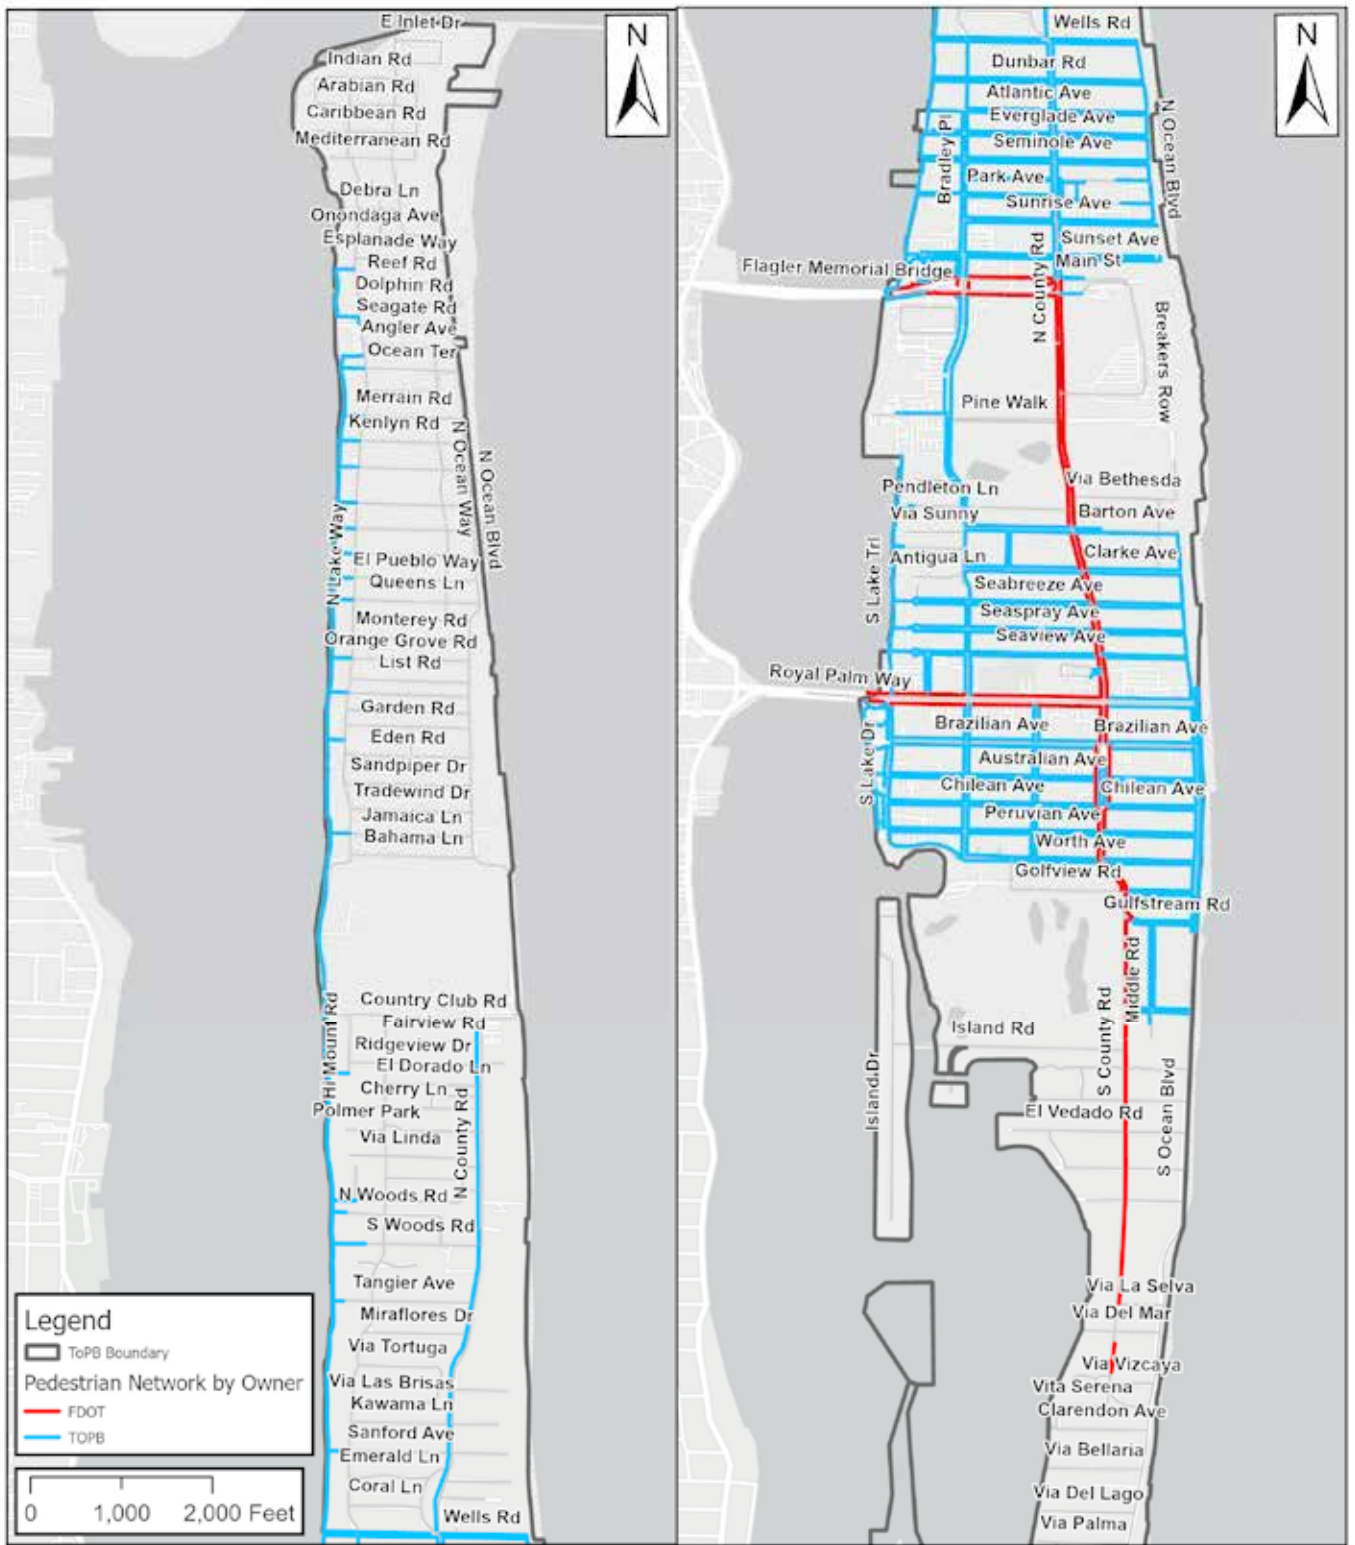 E Inlet Dr
Indian Rd
Arabian Rd
Caribbean Rd
Mediterranean Rd
Debra Ln
Onondaga Ave
Esplanade Way
Reef Rd
Dolphin Rd
Seagate Rd
Angler Ave
Ocean Ter
Merrain Rd
Kenlyn Rd
N Ocean Way
N Ocean Blvd
N Lake Way
El Pueblo Way
Queens Ln
Monterey Rd
Orange Grove Rd
List Rd
Garden Rd
Eden Rd
Sandpiper Dr
Tradewind Dr
Jamaica Ln
Bahama Ln
Country Club Rd
Fairview Rd
Ridgeview Dr
El Dorado Ln
Hi Mount Rd
Cherry Ln
Polmer Park
Via Linda
N County Rd
N Woods Rd
S Woods Rd
Tangier Ave
Miraflores Dr
Via Tortuga
Via Las Brisas
Kawama Ln
Sanford Ave
Emerald Ln
Coral Ln
Wells Rd
N
Legend
ToPB Boundary
Pedestrian Network by Owner
FDOT
TOPB
0 1,000 2,000 Feet
Wells Rd
Dunbar Rd
Atlantic Ave
Everglade Ave
Seminole Ave
Bradley Pl
Park Ave
Sunrise Ave
N Ocean Blvd
Sunset Ave
Main St
N County Rd
Flagler Memorial Bridge
Breakers Row
Pine Walk
Via Bethesda
Pendleton Ln
Via Sunny
Barton Ave
Antigua Ln
Clarke Ave
S Lake Trl
Seabreeze Ave
Seaspray Ave
Seaview Ave
Royal Palm Way
Brazilian Ave
Brazilian Ave
S Lake Dr
Australian Ave
Chilean Ave
Chilean Ave
Peruvian Ave
Worth Ave
Golfview Rd
Gulfstream Rd
Middle Rd
S County Rd
Island Rd
Island Dr
El Vedado Rd
S Ocean Blvd
Via La Selva
Via Del Mar
Via Vizcaya
Vita Serena
Clarendon Ave
Via Bellaria
Via Del Lago
Via Palma
N